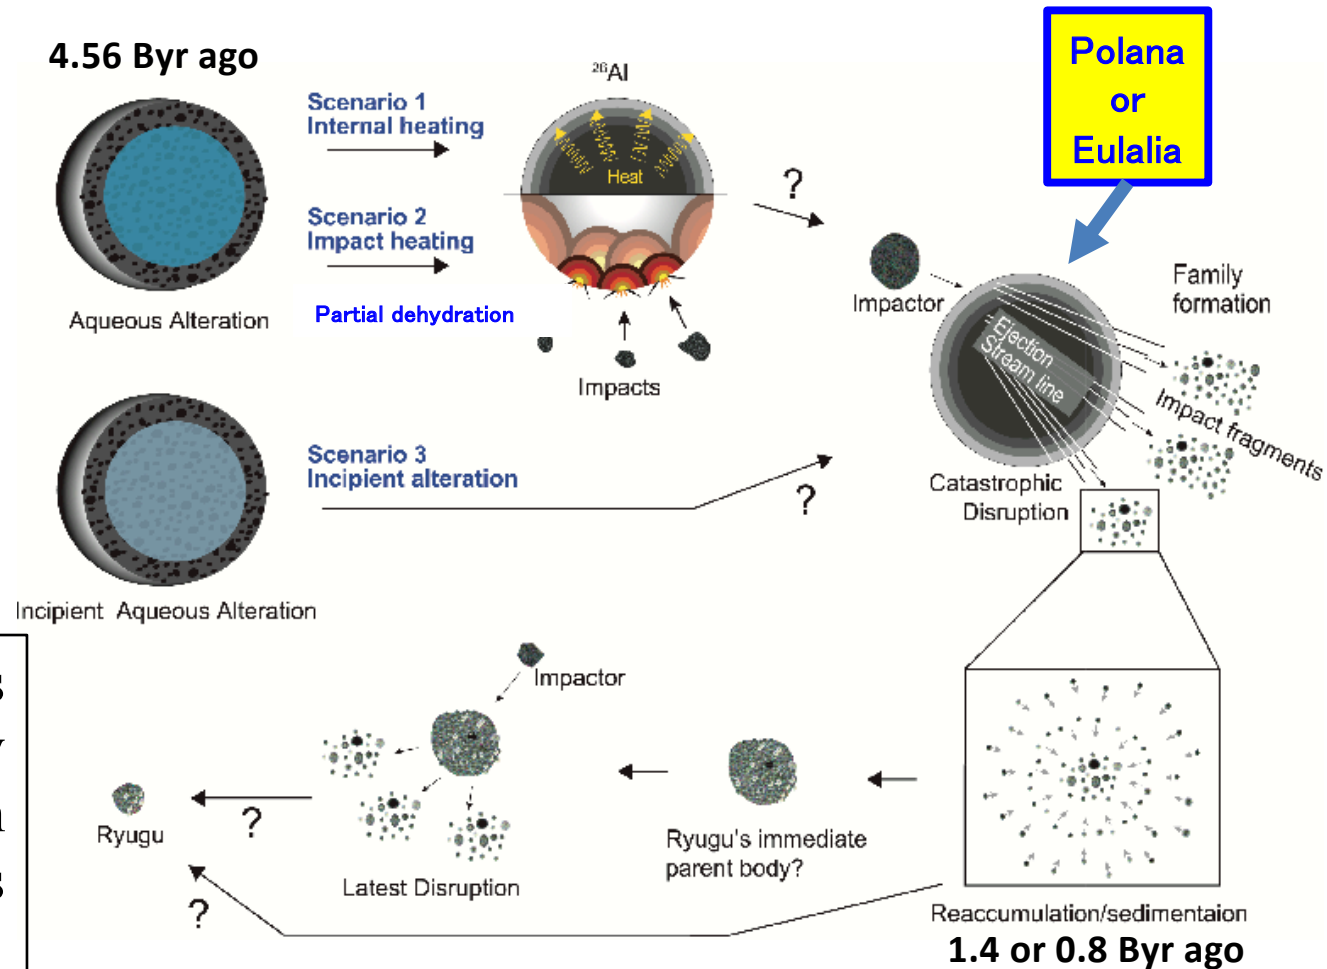 4.56 Byr ago
Scenario 1
Internal heating
Scenario 2
Impact heating
Partial dehydration
Aqueous Alteration
²⁶Al
Heat
Impacts
?
Polana
or
Eulalia
Impactor
Family
formation
Ejection
Stream line
Impact fragments
Catastrophic
Disruption
Scenario 3
Incipient alteration
?
Incipient Aqueous Alteration
Impactor
Ryugu
?
Latest Disruption
Ryugu's immediate
parent body?
?
Reaccumulation/sedimentaion
1.4 or 0.8 Byr ago